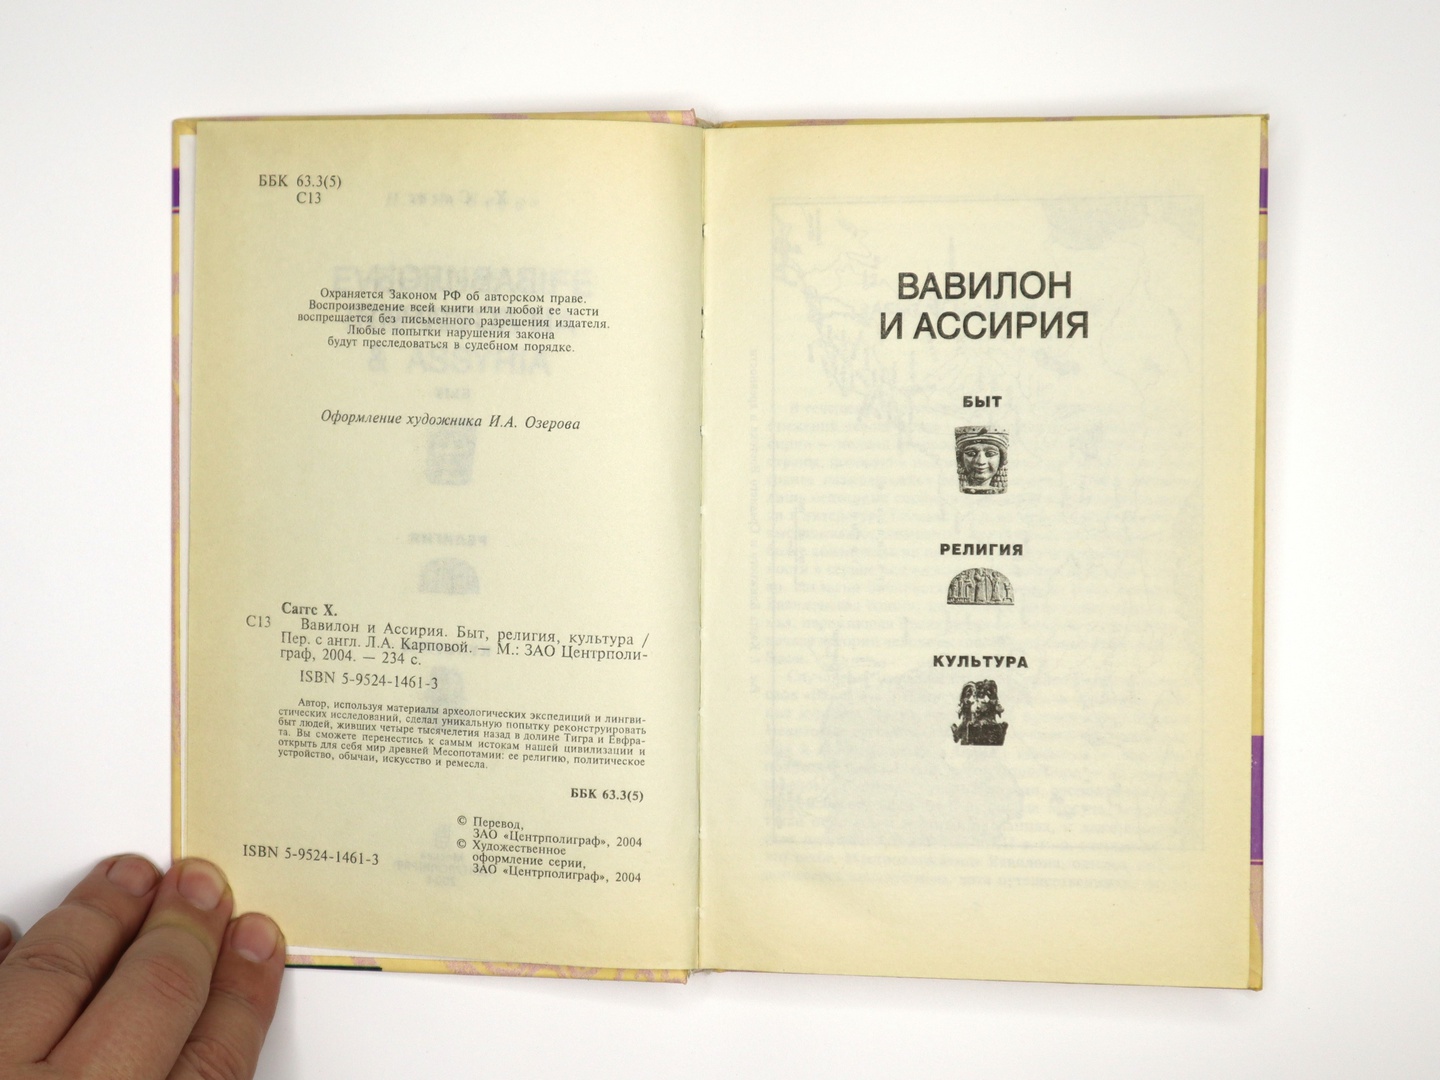 ББК 63.3(5)
С13
Охраняется Законом РФ об авторском праве.
Воспроизведение всей книги или любой ее части
воспрещается без письменного разрешения издателя.
Любые попытки нарушения закона
будут преследоваться в судебном порядке.
Оформление художника И.А. Озерова
Саггс Х.
С13 Вавилон и Ассирия. Быт, религия, культура /
Пер. с англ. Л.А. Карповой. — М.: ЗАО Центрполи-
граф, 2004. — 234 с.
ISBN 5-9524-1461-3
Автор, используя материалы археологических экспедиций и лингви-
стических исследований, сделал уникальную попытку реконструировать
быт людей, живших четыре тысячелетия назад в долине Тигра и Евфра-
та. Вы сможете перенестись к самым истокам нашей цивилизации и
открыть для себя мир древней Месопотамии: ее религию, политическое
устройство, обычаи, искусство и ремесла.
ББК 63.3(5)
© Перевод,
ЗАО «Центрполиграф», 2004
© Художественное
оформление серии,
ЗАО «Центрполиграф», 2004
ISBN 5-9524-1461-3
ВАВИЛОН
И АССИРИЯ
БЫТ
РЕЛИГИЯ
КУЛЬТУРА